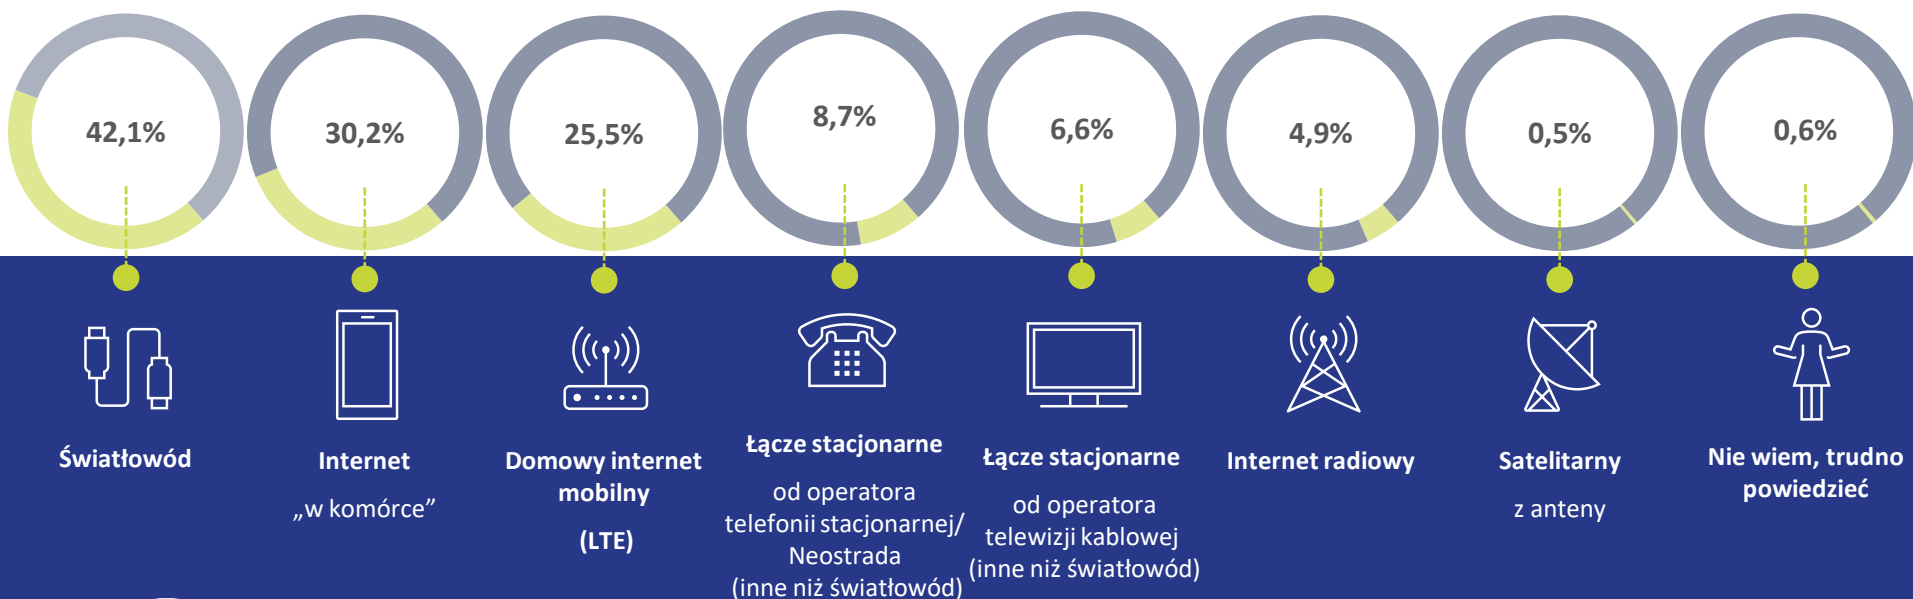 42,1%
30,2%
25,5%
8,7%
6,6%
4,9%
0,5%
0,6%
Światłowód
Internet
„w komórce”
Domowy internet
mobilny
(LTE)
Łącze stacjonarne
od operatora
telefonii stacjonarnej/
Neostrada
(inne niż światłowód)
Łącze stacjonarne
od operatora
telewizji kablowej
(inne niż światłowód)
Internet radiowy
Satelitarny
z anteny
Nie wiem, trudno
powiedzieć